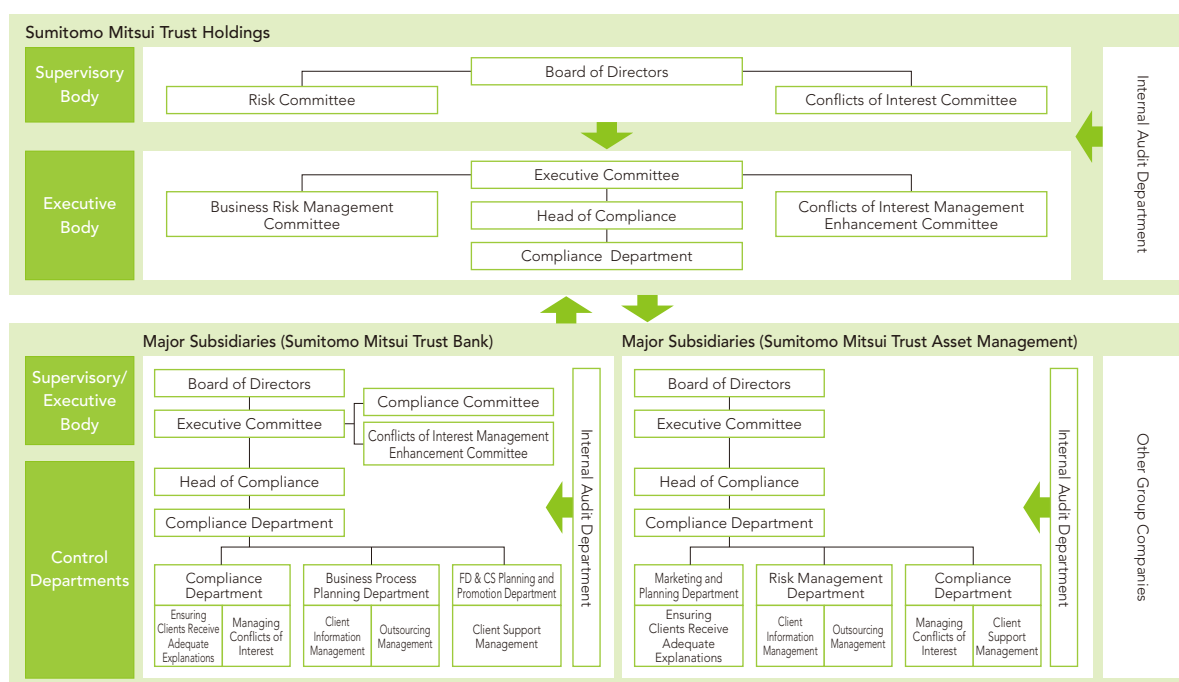 Sumitomo Mitsui Trust Holdings
Supervisory
Body
Board of Directors
Risk Committee
Conflicts of Interest Committee
Executive
Body
Executive Committee
Business Risk Management
Committee
Head of Compliance
Conflicts of Interest Management
Enhancement Committee
Compliance Department
Internal Audit Department
Major Subsidiaries (Sumitomo Mitsui Trust Bank)
Major Subsidiaries (Sumitomo Mitsui Trust Asset Management)
Supervisory/
Executive
Body
Control
Departments
Board of Directors
Executive Committee
Compliance Committee
Conflicts of Interest Management
Enhancement Committee
Head of Compliance
Compliance Department
Compliance
Department
Ensuring
Clients Receive
Adequate
Explanations
Managing
Conflicts of
Interest
Business Process
Planning Department
Client
Information
Management
Outsourcing
Management
FD & CS Planning and
Promotion Department
Client Support
Management
Internal Audit Department
Board of Directors
Executive Committee
Head of Compliance
Compliance Department
Marketing and
Planning Department
Ensuring
Clients Receive
Adequate
Explanations
Risk Management
Department
Client
Information
Management
Outsourcing
Management
Compliance
Department
Managing
Conflicts of
Interest
Client
Support
Management
Internal Audit Department
Other Group Companies